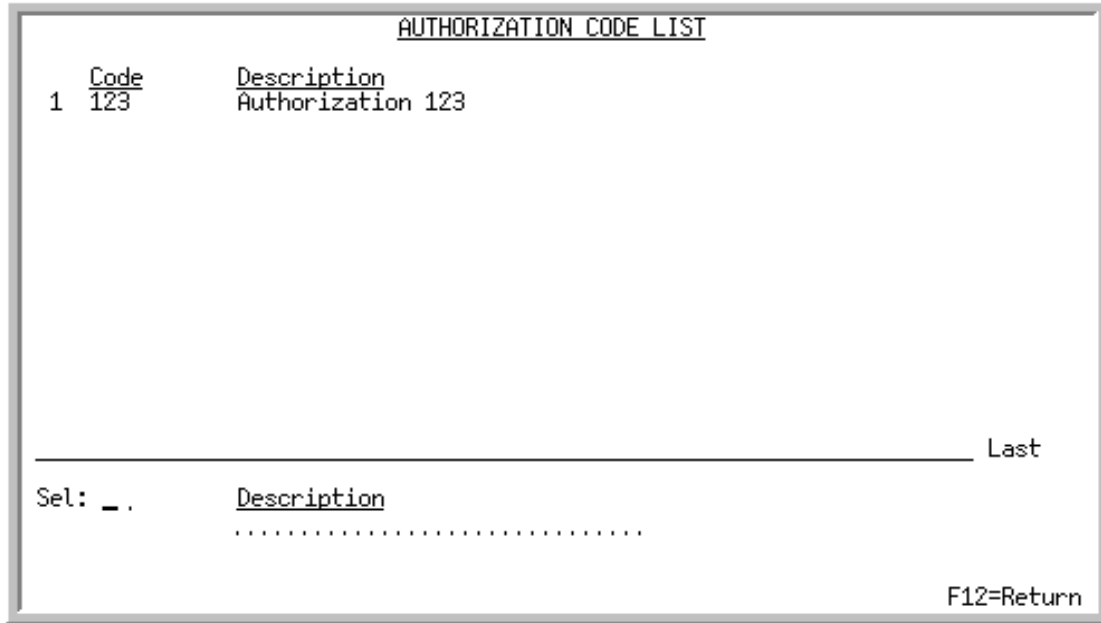 AUTHORIZATION CODE LIST
Code Description
1 123 Authorization 123
Last
Sel: _ . Description
...............................
F12=Return